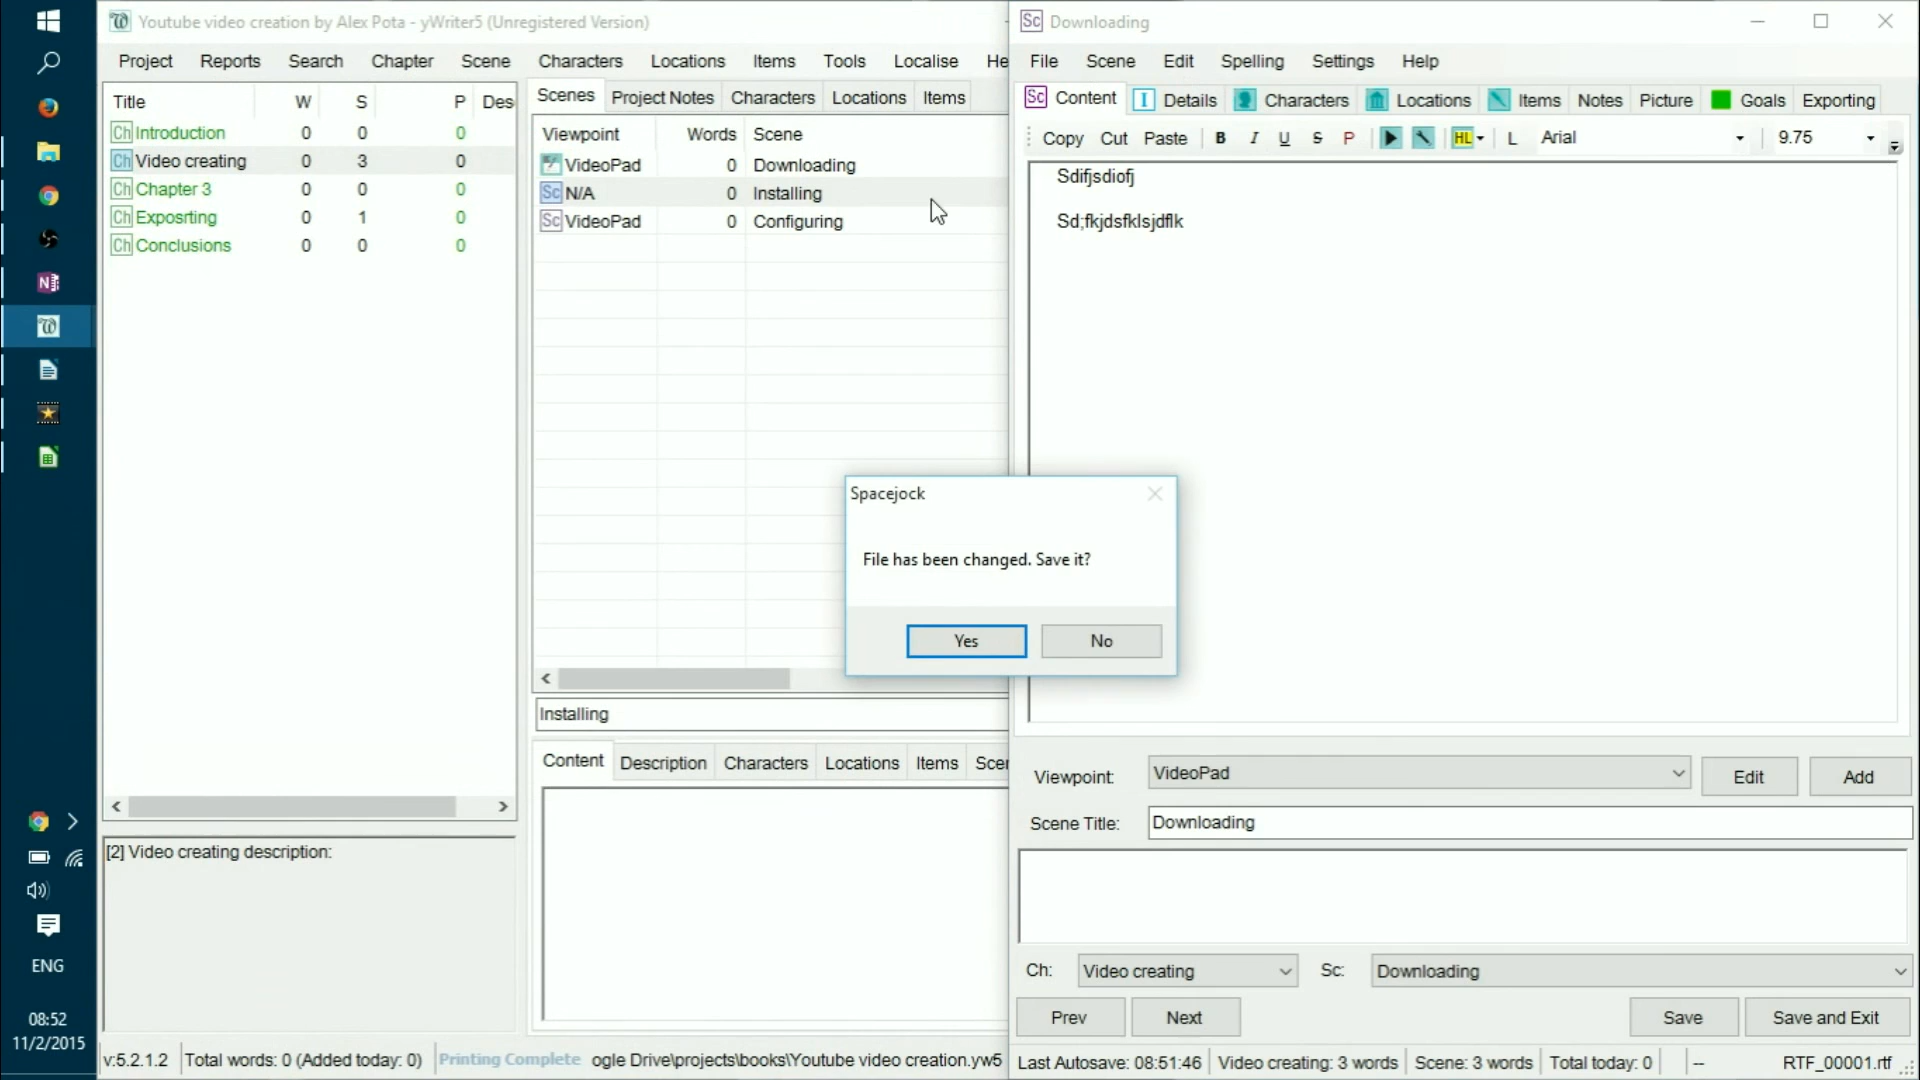 Youtube video creation by Alex Pota - yWriter5 (Unregistered Version)
Project Reports Search Chapter Scene Characters Locations Items Tools Localise He
Title W S P Des
Ch Introduction 0 0 0
Ch Video creating 0 3 0
Ch Chapter 3 0 0 0
Ch Exposrting 0 1 0
Ch Conclusions 0 0 0
[2] Video creating description:
Scenes Project Notes Characters Locations Items
Viewpoint Words Scene
VideoPad 0 Downloading
Sc N/A 0 Installing
Sc VideoPad 0 Configuring
Installing
Content Description Characters Locations Items Scer
v:5.2.1.2 Total words: 0 (Added today: 0) Printing Complete ogle Drive\projects\books\Youtube video creation.yw5
Sc Downloading
File Scene Edit Spelling Settings Help
Sc Content I Details Characters Locations Items Notes Picture Goals Exporting
Copy Cut Paste B I U S P HL L Arial 9.75
Sdifjsdiofj
Sd;fkjdsfklsjdflk
Spacejock
File has been changed. Save it?
Yes No
Viewpoint: VideoPad Edit Add
Scene Title: Downloading
Ch: Video creating Sc: Downloading
Prev Next Save Save and Exit
Last Autosave: 08:51:46 Video creating: 3 words Scene: 3 words Total today: 0 -- RTF_00001.rtf
N
ENG
08:52
11/2/2015